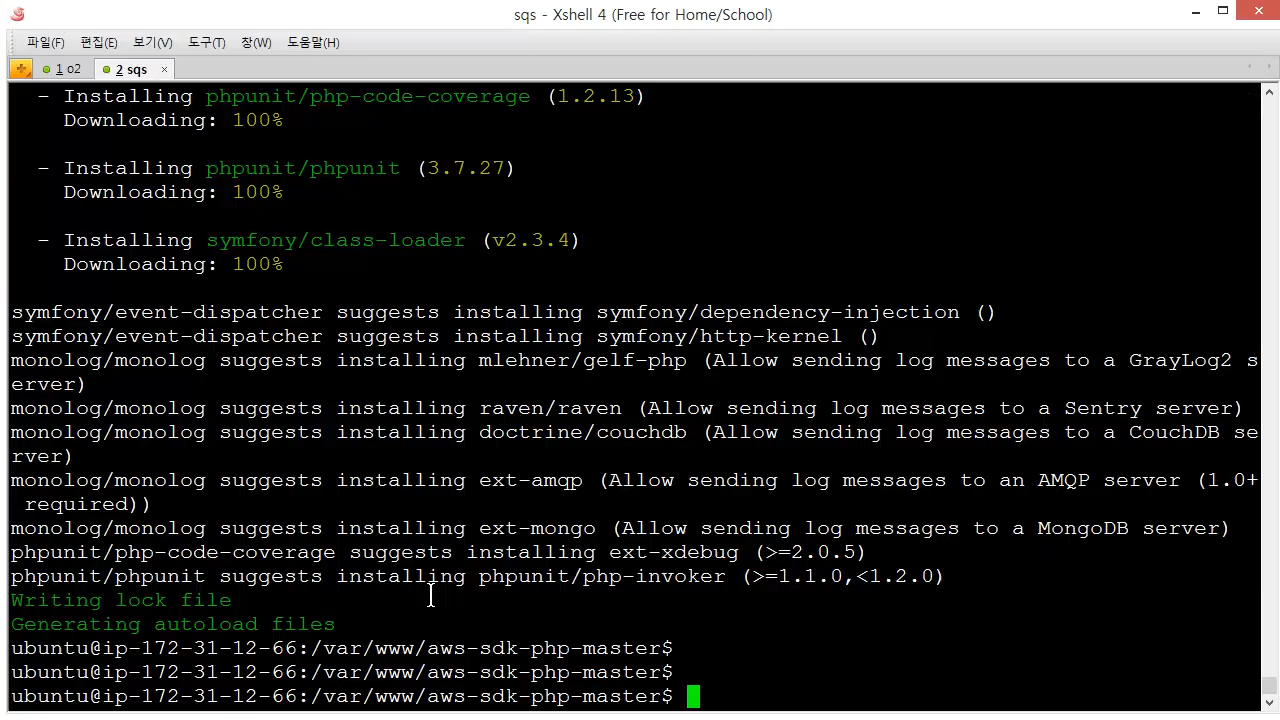 sqs - Xshell 4 (Free for Home/School)
파일(F) 편집(E) 보기(V) 도구(T) 창(W) 도움말(H)
1 o2 2 sqs ×
- Installing phpunit/php-code-coverage (1.2.13)
Downloading: 100%
- Installing phpunit/phpunit (3.7.27)
Downloading: 100%
- Installing symfony/class-loader (v2.3.4)
Downloading: 100%
symfony/event-dispatcher suggests installing symfony/dependency-injection ()
symfony/event-dispatcher suggests installing symfony/http-kernel ()
monolog/monolog suggests installing mlehner/gelf-php (Allow sending log messages to a GrayLog2 s
erver)
monolog/monolog suggests installing raven/raven (Allow sending log messages to a Sentry server)
monolog/monolog suggests installing doctrine/couchdb (Allow sending log messages to a CouchDB se
rver)
monolog/monolog suggests installing ext-amqp (Allow sending log messages to an AMQP server (1.0+
required))
monolog/monolog suggests installing ext-mongo (Allow sending log messages to a MongoDB server)
phpunit/php-code-coverage suggests installing ext-xdebug (>=2.0.5)
phpunit/phpunit suggests installing phpunit/php-invoker (>=1.1.0,<1.2.0)
Writing lock file
Generating autoload files
ubuntu@ip-172-31-12-66:/var/www/aws-sdk-php-master$
ubuntu@ip-172-31-12-66:/var/www/aws-sdk-php-master$
ubuntu@ip-172-31-12-66:/var/www/aws-sdk-php-master$